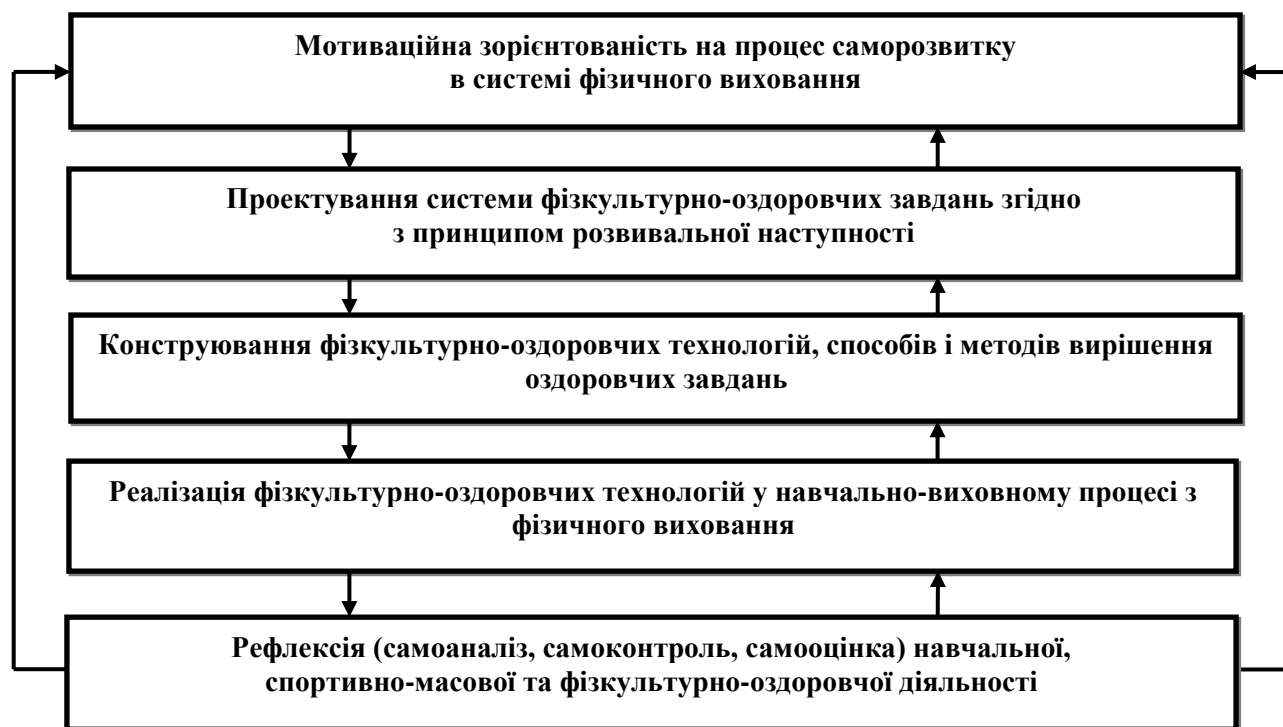 Мотиваційна зорієнтованість на процес саморозвитку
в системі фізичного виховання
Проектування системи фізкультурно-оздоровчих завдань згідно
з принципом розвивальної наступності
Конструювання фізкультурно-оздоровчих технологій, способів і методів вирішення
оздоровчих завдань
Реалізація фізкультурно-оздоровчих технологій у навчально-виховному процесі з
фізичного виховання
Рефлексія (самоаналіз, самоконтроль, самооцінка) навчальної,
спортивно-масової та фізкультурно-оздоровчої діяльності